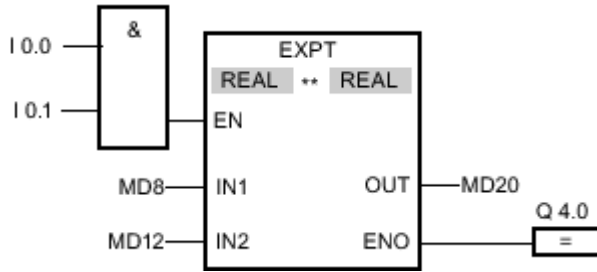 &
I 0.0
EXPT
REAL ** REAL
I 0.1
EN
MD8 IN1 OUT MD20
Q 4.0
MD12 IN2 ENO =